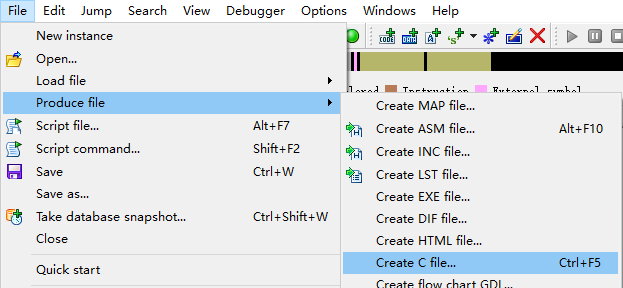 File Edit Jump Search View Debugger Options Windows Help
New instance
Open...
Load file
Produce file
Script file... Alt+F7
Script command... Shift+F2
Save Ctrl+W
Save as...
Take database snapshot... Ctrl+Shift+W
Close
Quick start
Instruction External symbol
Create MAP file...
Create ASM file... Alt+F10
Create INC file...
Create LST file...
Create EXE file...
Create DIF file...
Create HTML file...
Create C file... Ctrl+F5
Create flow chart GDL...